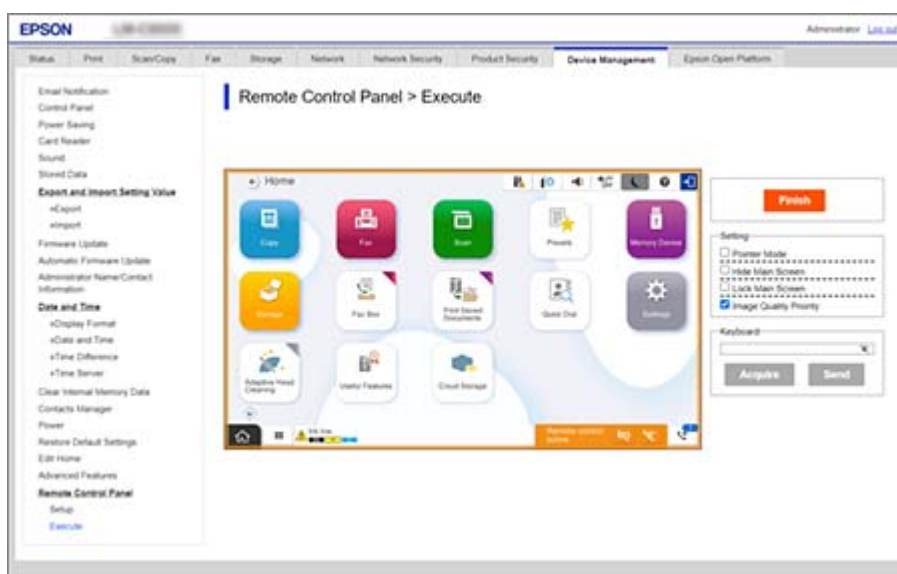 EPSON
Administrator Log out
Status Print Scan/Copy Fax Storage Network Network Security Product Security Device Management Epson Open Platform
Remote Control Panel > Execute
Email Notification
Control Panel
Power Saving
Card Reader
Sound
Stored Data
Export and Import Setting Value
»Export
»Import
Firmware Update
Automatic Firmware Update
Administrator Name/Contact
Information
Date and Time
»Display Format
»Date and Time
»Time Difference
»Time Server
Clear Internal Memory Data
Contacts Manager
Power
Restore Default Settings
Edit Home
Advanced Features
Remote Control Panel
Setup
Execute
Home
Copy Fax Scan Presets Memory Device
Storage Fax Box Print Saved Documents Quick Dial Settings
Adaptive Head Cleaning Useful Features Cloud Storage
Remote control
active
Finish
Setting
Pointer Mode
Hide Main Screen
Lock Main Screen
Image Quality Priority
Keyboard
Acquire Send